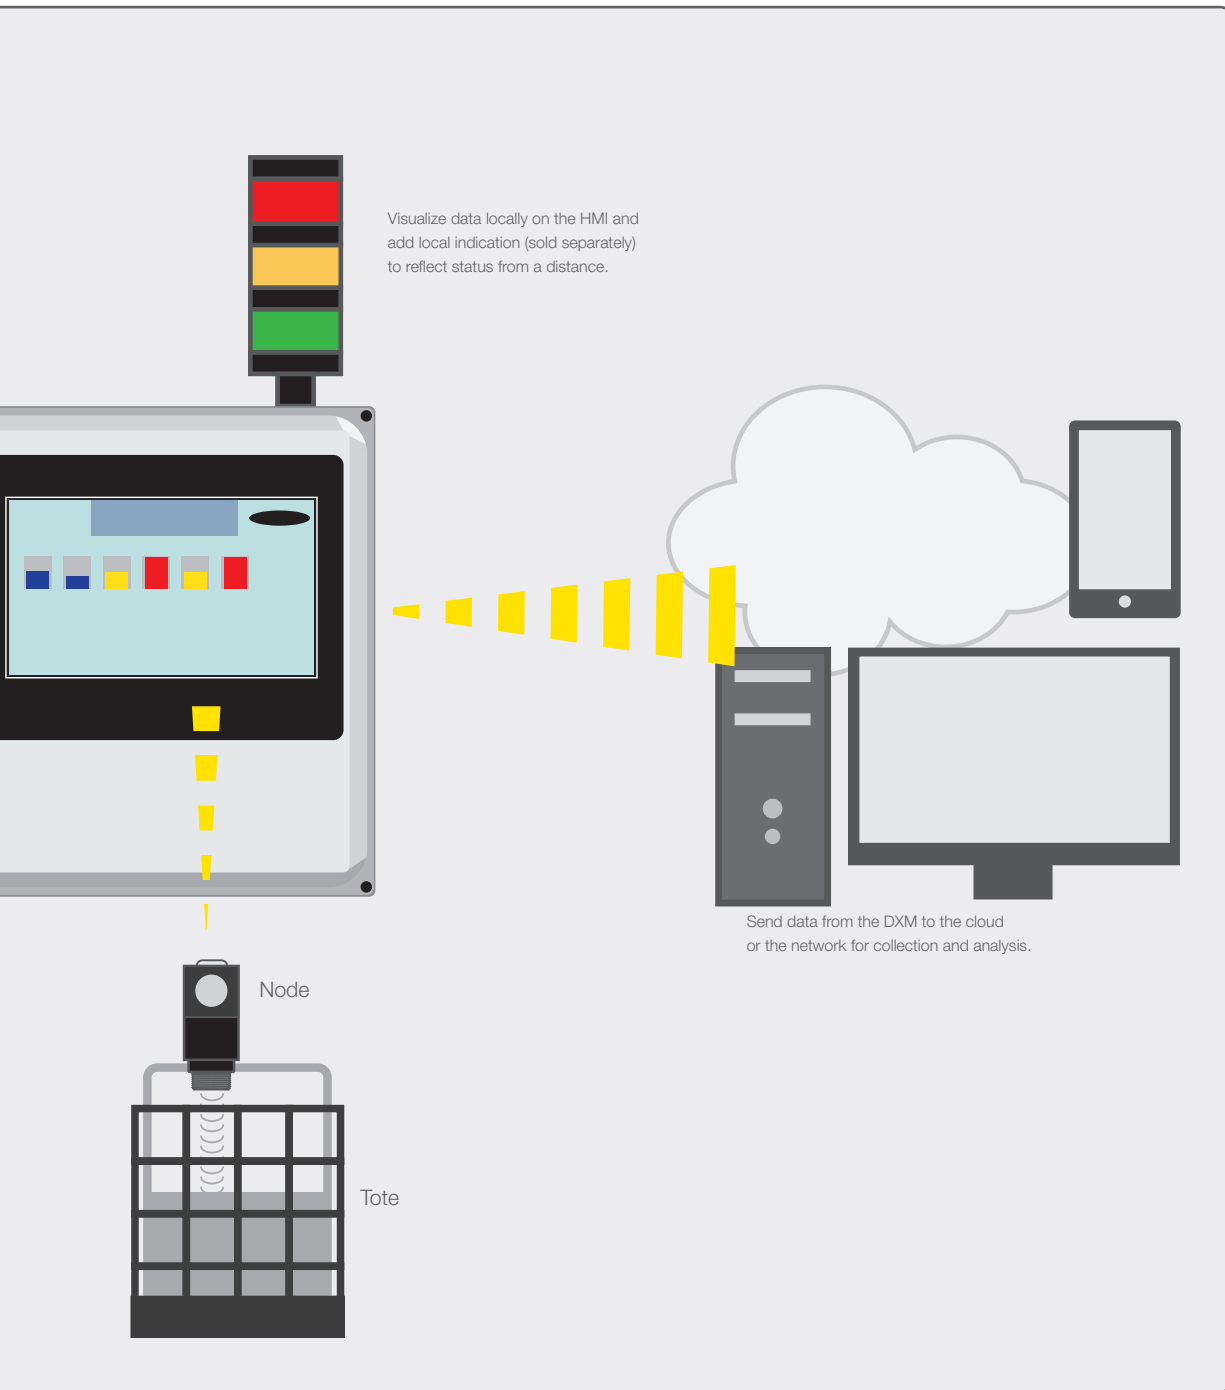 Visualize data locally on the HMI and
add local indication (sold separately)
to reflect status from a distance.
Send data from the DXM to the cloud
or the network for collection and analysis.
Node
Tote